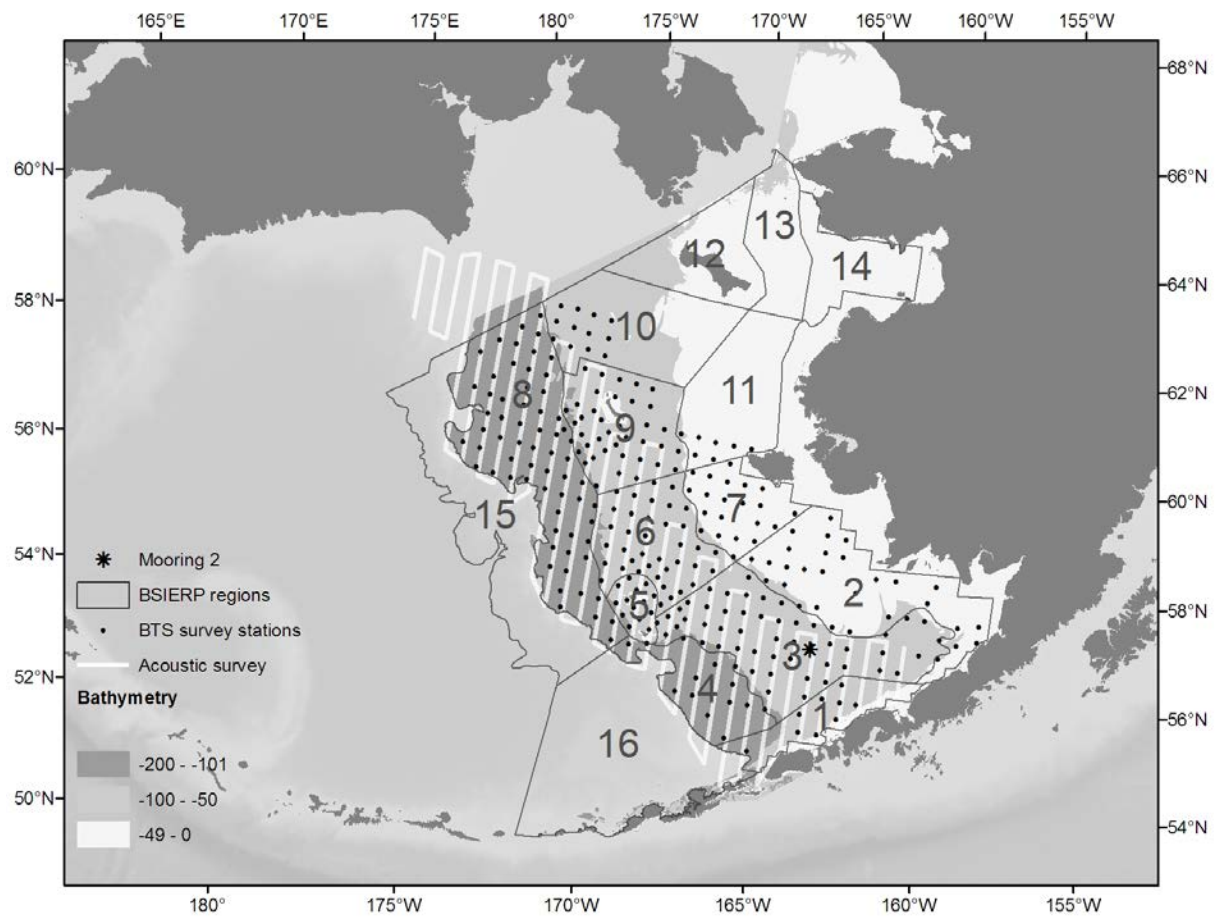 165°E 170°E 175°E 180° 175°W 170°W 165°W 160°W 155°W
68°N
60°N 66°N
13
12
14
58°N 64°N
10
8 11 62°N
56°N 9
15 7 60°N
54°N 6
Mooring 2
BSIERP regions 5 2 58°N
BTS survey stations
Acoustic survey 3
52°N
Bathymetry 4
16 1 56°N
-200 - -101
-100 - -50
50°N
-49 - 0 54°N
180° 175°W 170°W 165°W 160°W 155°W